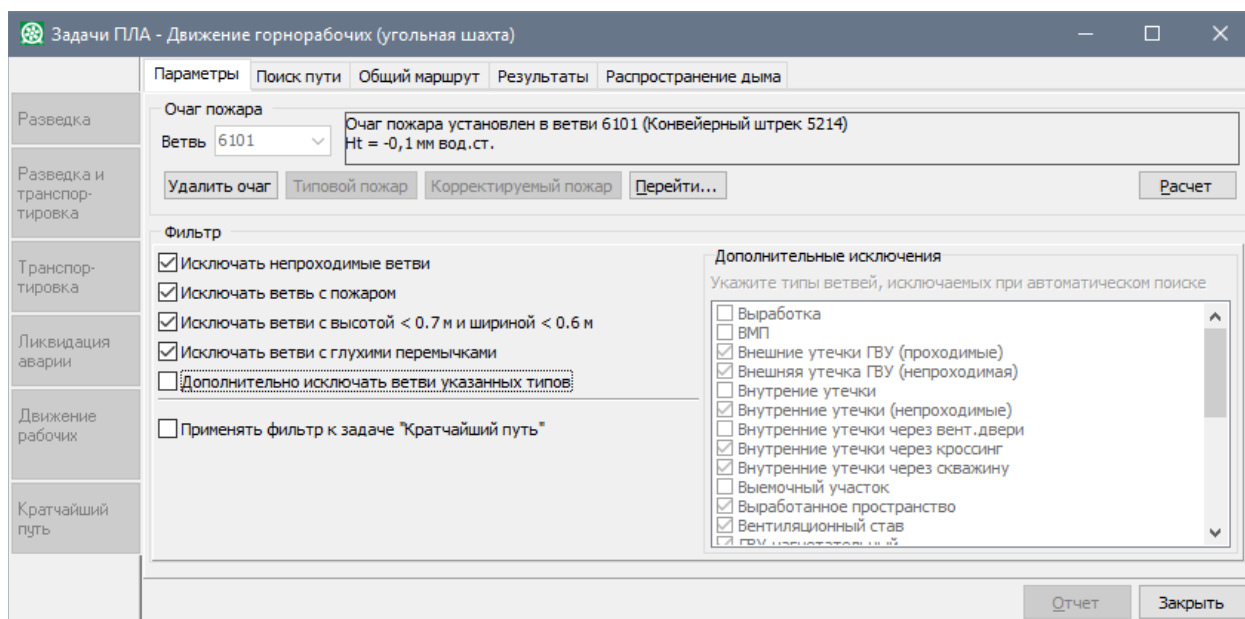 Задачи ПЛА - Движение горнорабочих (угольная шахта)
Параметры Поиск пути Общий маршрут Результаты Распространение дыма
Разведка
Разведка и
транспор-
тировка
Транспор-
тировка
Ликвидация
аварии
Движение
рабочих
Кратчайший
путь
Очаг пожара
Ветвь 6101
Очаг пожара установлен в ветви 6101 (Конвейерный штрек 5214)
Ht = -0,1 мм вод.ст.
Удалить очаг Типовой пожар Корректируемый пожар Перейти... Расчет
Фильтр
Исключать непроходимые ветви
Исключать ветвь с пожаром
Исключать ветви с высотой < 0.7 м и шириной < 0.6 м
Исключать ветви с глухими перемычками
Дополнительно исключать ветви указанных типов
Применять фильтр к задаче "Кратчайший путь"
Дополнительные исключения
Укажите типы ветвей, исключаемых при автоматическом поиске
Выработка
ВМП
Внешние утечки ГВУ (проходимые)
Внешняя утечка ГВУ (непроходимая)
Внутрение утечки
Внутренние утечки (непроходимые)
Внутренние утечки через вент.двери
Внутренние утечки через кроссинг
Внутренние утечки через скважину
Выемочный участок
Выработанное пространство
Вентиляционный став
ГВУ нагнетательный
Отчет Закрыть